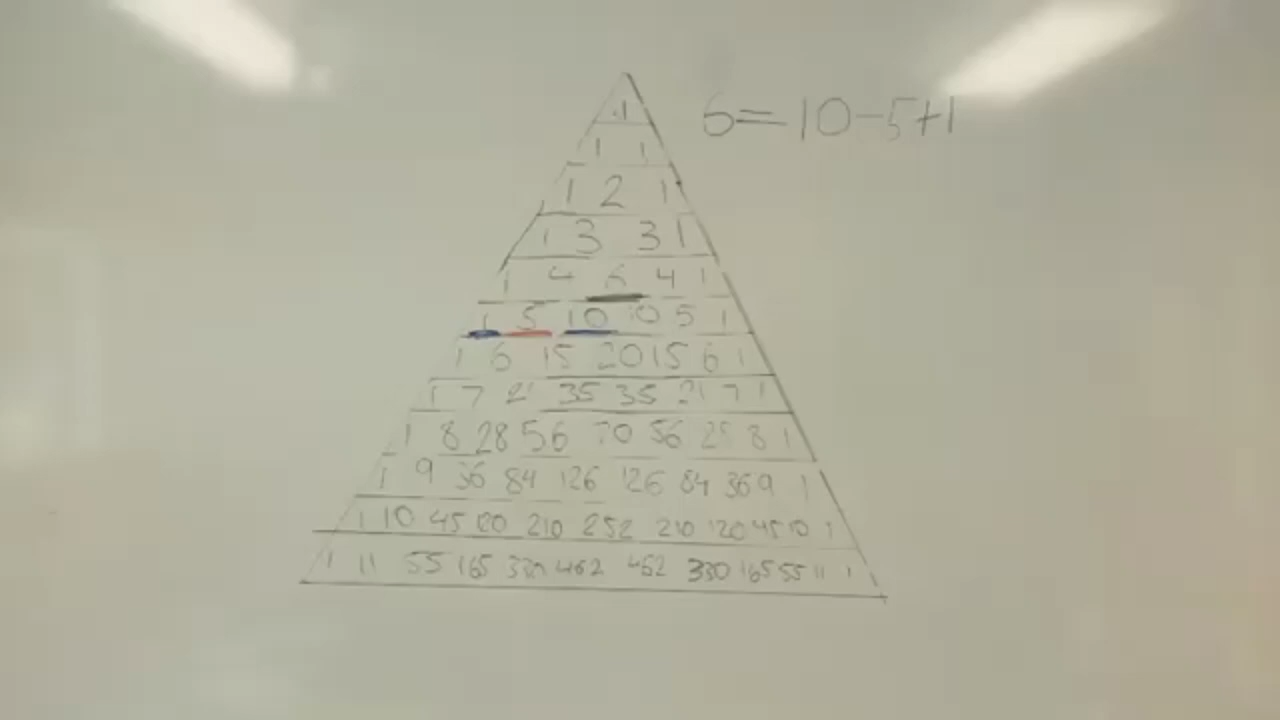 1
6=10-5+1
1 1
1 2 1
1 3 3 1
1 4 6 4 1
1 5 10 10 5 1
1 6 15 20 15 6 1
1 7 21 35 35 21 7 1
1 8 28 56 70 56 28 8 1
1 9 36 84 126 126 84 36 9 1
1 10 45 120 210 252 210 120 45 10 1
1 11 55 165 330 462 462 330 165 55 11 1